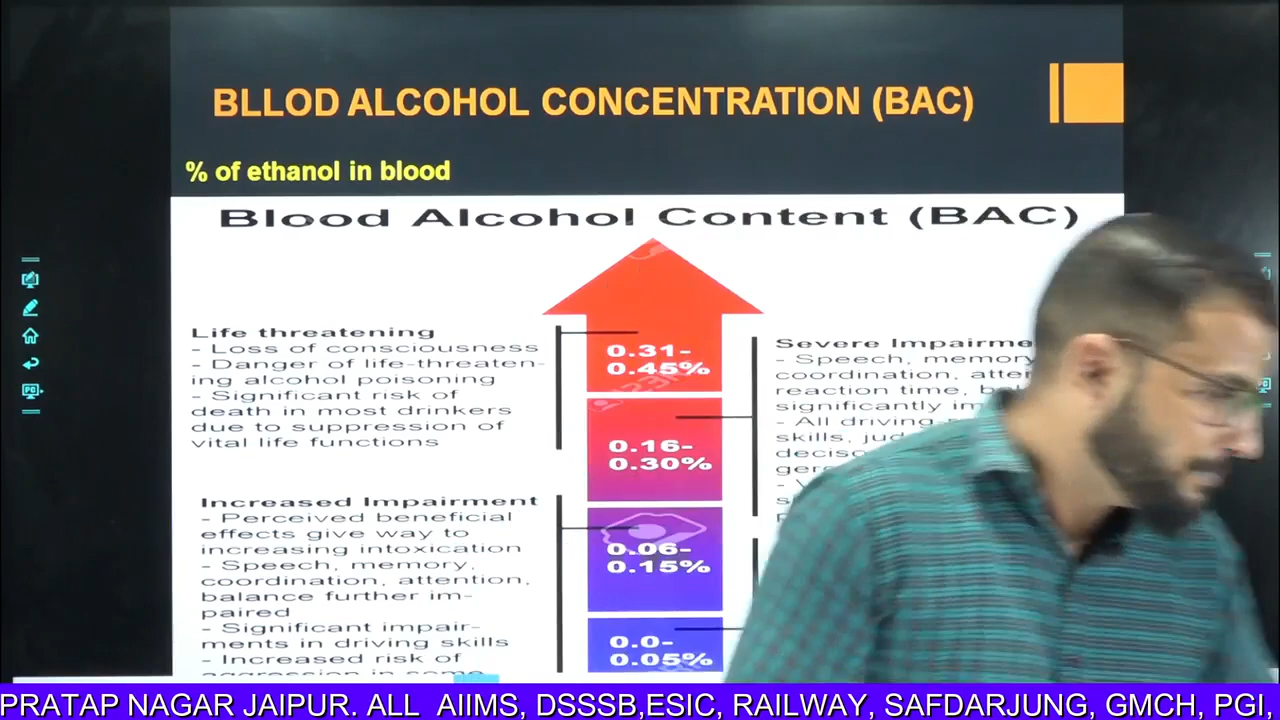 BLLOD ALCOHOL CONCENTRATION (BAC)
% of ethanol in blood
Blood Alcohol Content (BAC)
Life threatening
- Loss of consciousness
- Danger of life-threaten-
ing alcohol poisoning
- Significant risk of
death in most drinkers
due to suppression of
vital life functions
0.31-
0.45%
Severe
- Speech, memory,
coordination,
reaction time,
significantly
- All driving
skills,
0.16-
0.30%
Increased Impairment
- Perceived beneficial
effects give way to
increasing intoxication
- Speech, memory,
coordination, attention,
balance further im-
paired
- Significant impair-
ments in driving skills
- Increased risk of
aggression in some
0.06-
0.15%
0.0-
0.05%
PRATAP NAGAR JAIPUR. ALL AIIMS, DSSSB,ESIC, RAILWAY, SAFDARJUNG, GMCH, PGI,